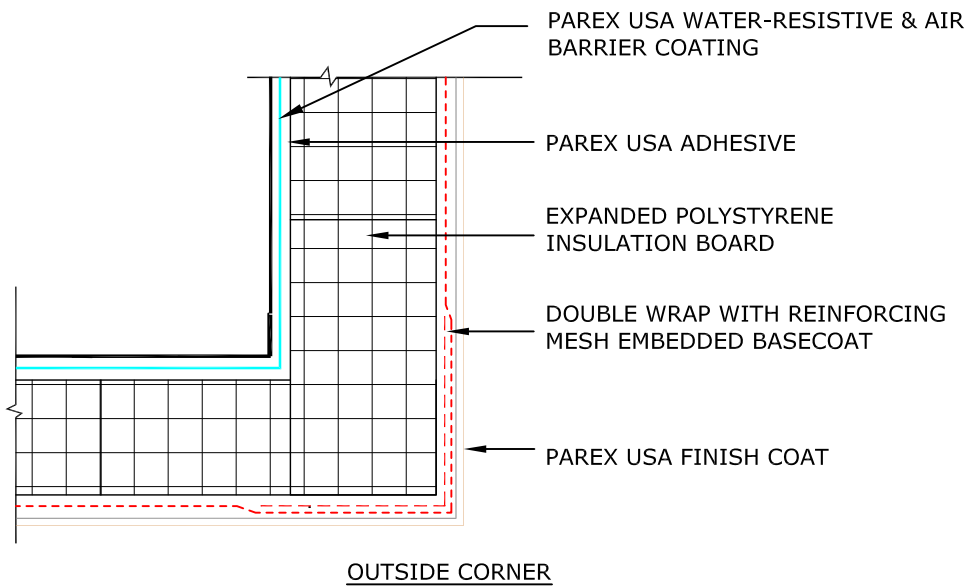 PAREX USA WATER-RESISTIVE & AIR
BARRIER COATING
PAREX USA ADHESIVE
EXPANDED POLYSTYRENE
INSULATION BOARD
DOUBLE WRAP WITH REINFORCING
MESH EMBEDDED BASECOAT
PAREX USA FINISH COAT
OUTSIDE CORNER